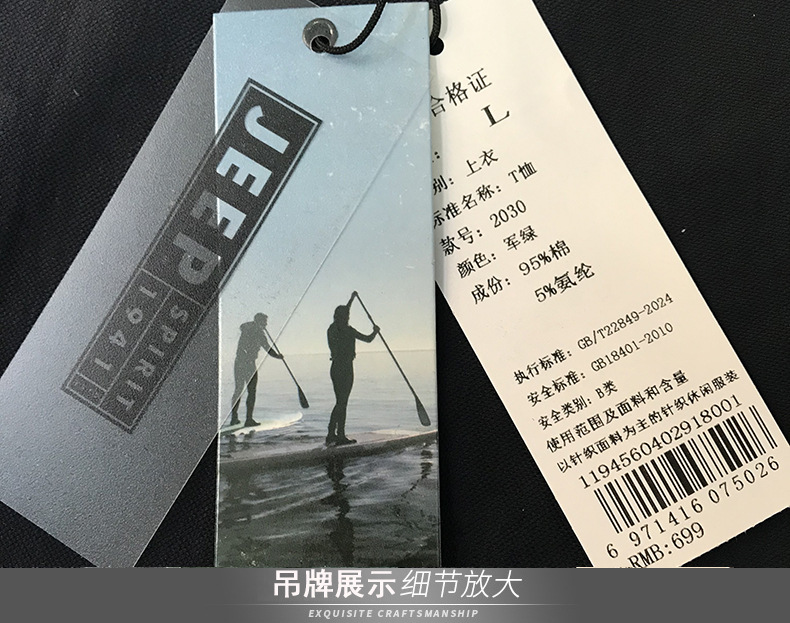 JEEP
SPIRIT
1941
合格证
L
:
别：上衣
标准名称：T恤
款号：2030
颜色：军绿
成份：95%棉
5%氨纶
执行标准：GB/T22849-2024
安全标准：GB18401-2010
安全类别：B类
使用范围及面料和含量
以针织面料为主的针织休闲服装
1194560402918001
6 971416 075026
RMB:699
吊牌展示 细节放大
EXQUISITE CRAFTSMANSHIP